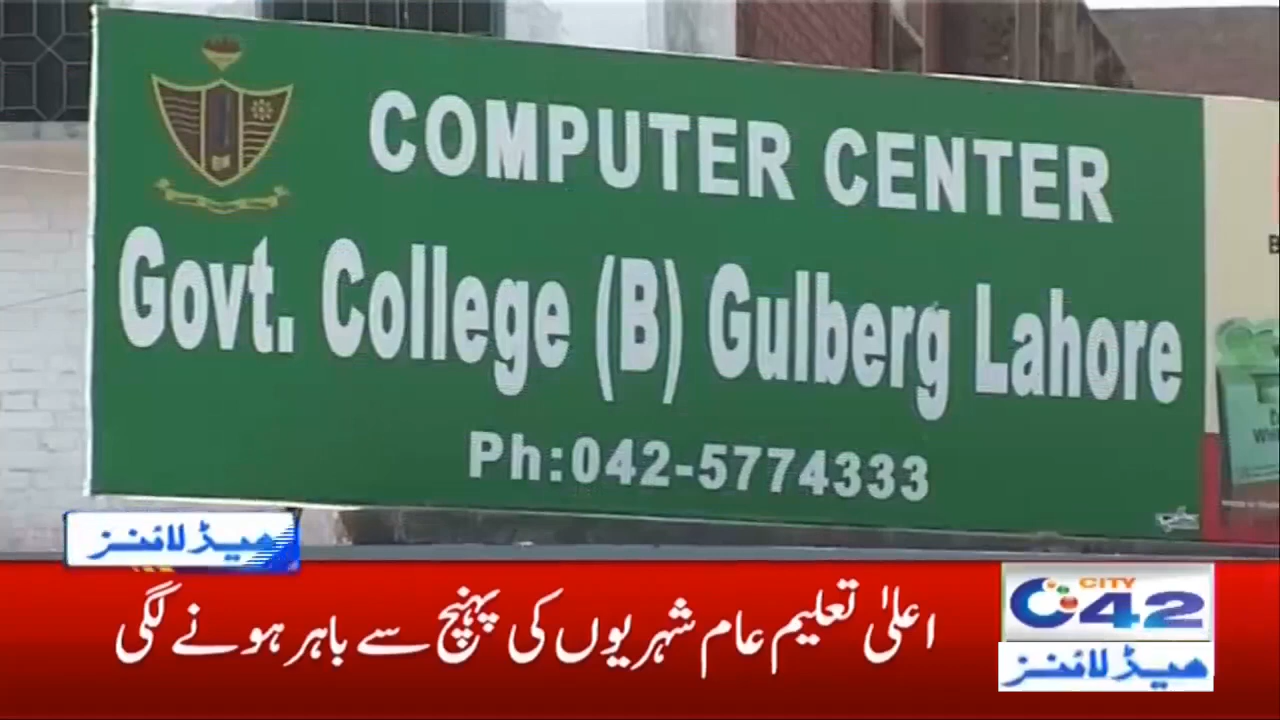 COMPUTER CENTER
Govt. College (B) Gulberg Lahore
Ph:042-5774333
ہیڈ لائنز
اعلیٰ تعلیم عام شہریوں کی پہنچ سے باہر ہونے لگی
CITY
42
ہیڈ لائنز